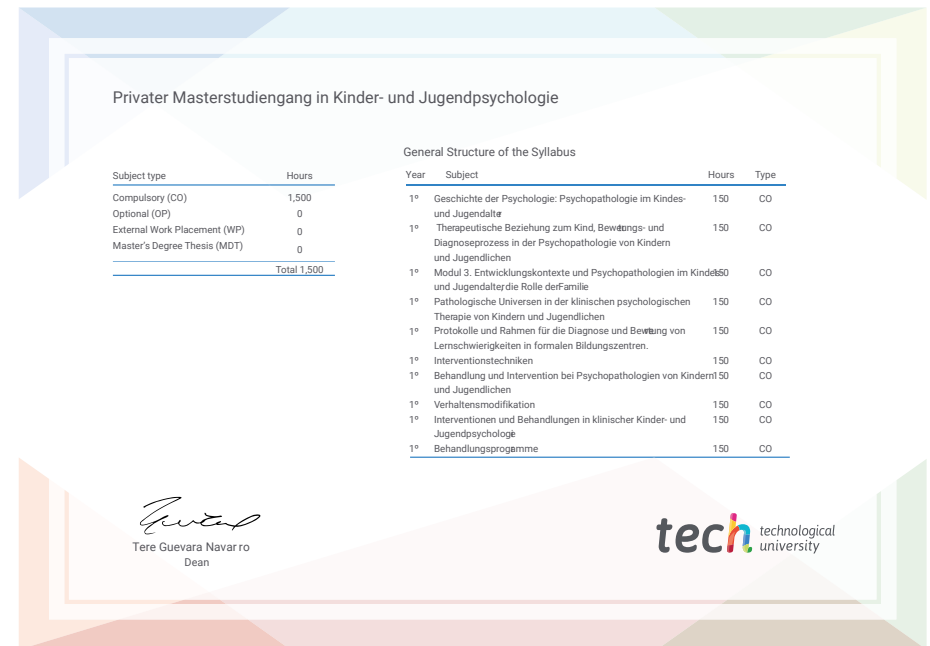 Privater Masterstudiengang in Kinder- und Jugendpsychologie
General Structure of the Syllabus
Subject type Hours
Compulsory (CO) 1,500
Optional (OP) 0
External Work Placement (WP) 0
Master's Degree Thesis (MDT) 0
Total 1,500
Year Subject Hours Type
1º Geschichte der Psychologie: Psychopathologie im Kindes- 150 CO
und Jugendalter
1º Therapeutische Beziehung zum Kind, Bewertungs- und 150 CO
Diagnoseprozess in der Psychopathologie von Kindern
und Jugendlichen
1º Modul 3. Entwicklungskontexte und Psychopathologien im Kindes- 150 CO
und Jugendalter, die Rolle der Familie
1º Pathologische Universen in der klinischen psychologischen 150 CO
Therapie von Kindern und Jugendlichen
1º Protokolle und Rahmen für die Diagnose und Bewertung von 150 CO
Lernschwierigkeiten in formalen Bildungszentren.
1º Interventionstechniken 150 CO
1º Behandlung und Intervention bei Psychopathologien von Kindern 150 CO
und Jugendlichen
1º Verhaltensmodifikation 150 CO
1º Interventionen und Behandlungen in klinischer Kinder- und 150 CO
Jugendpsychologie
1º Behandlungsprogramme 150 CO
Tere Guevara Navarro
Dean
tech technological
university